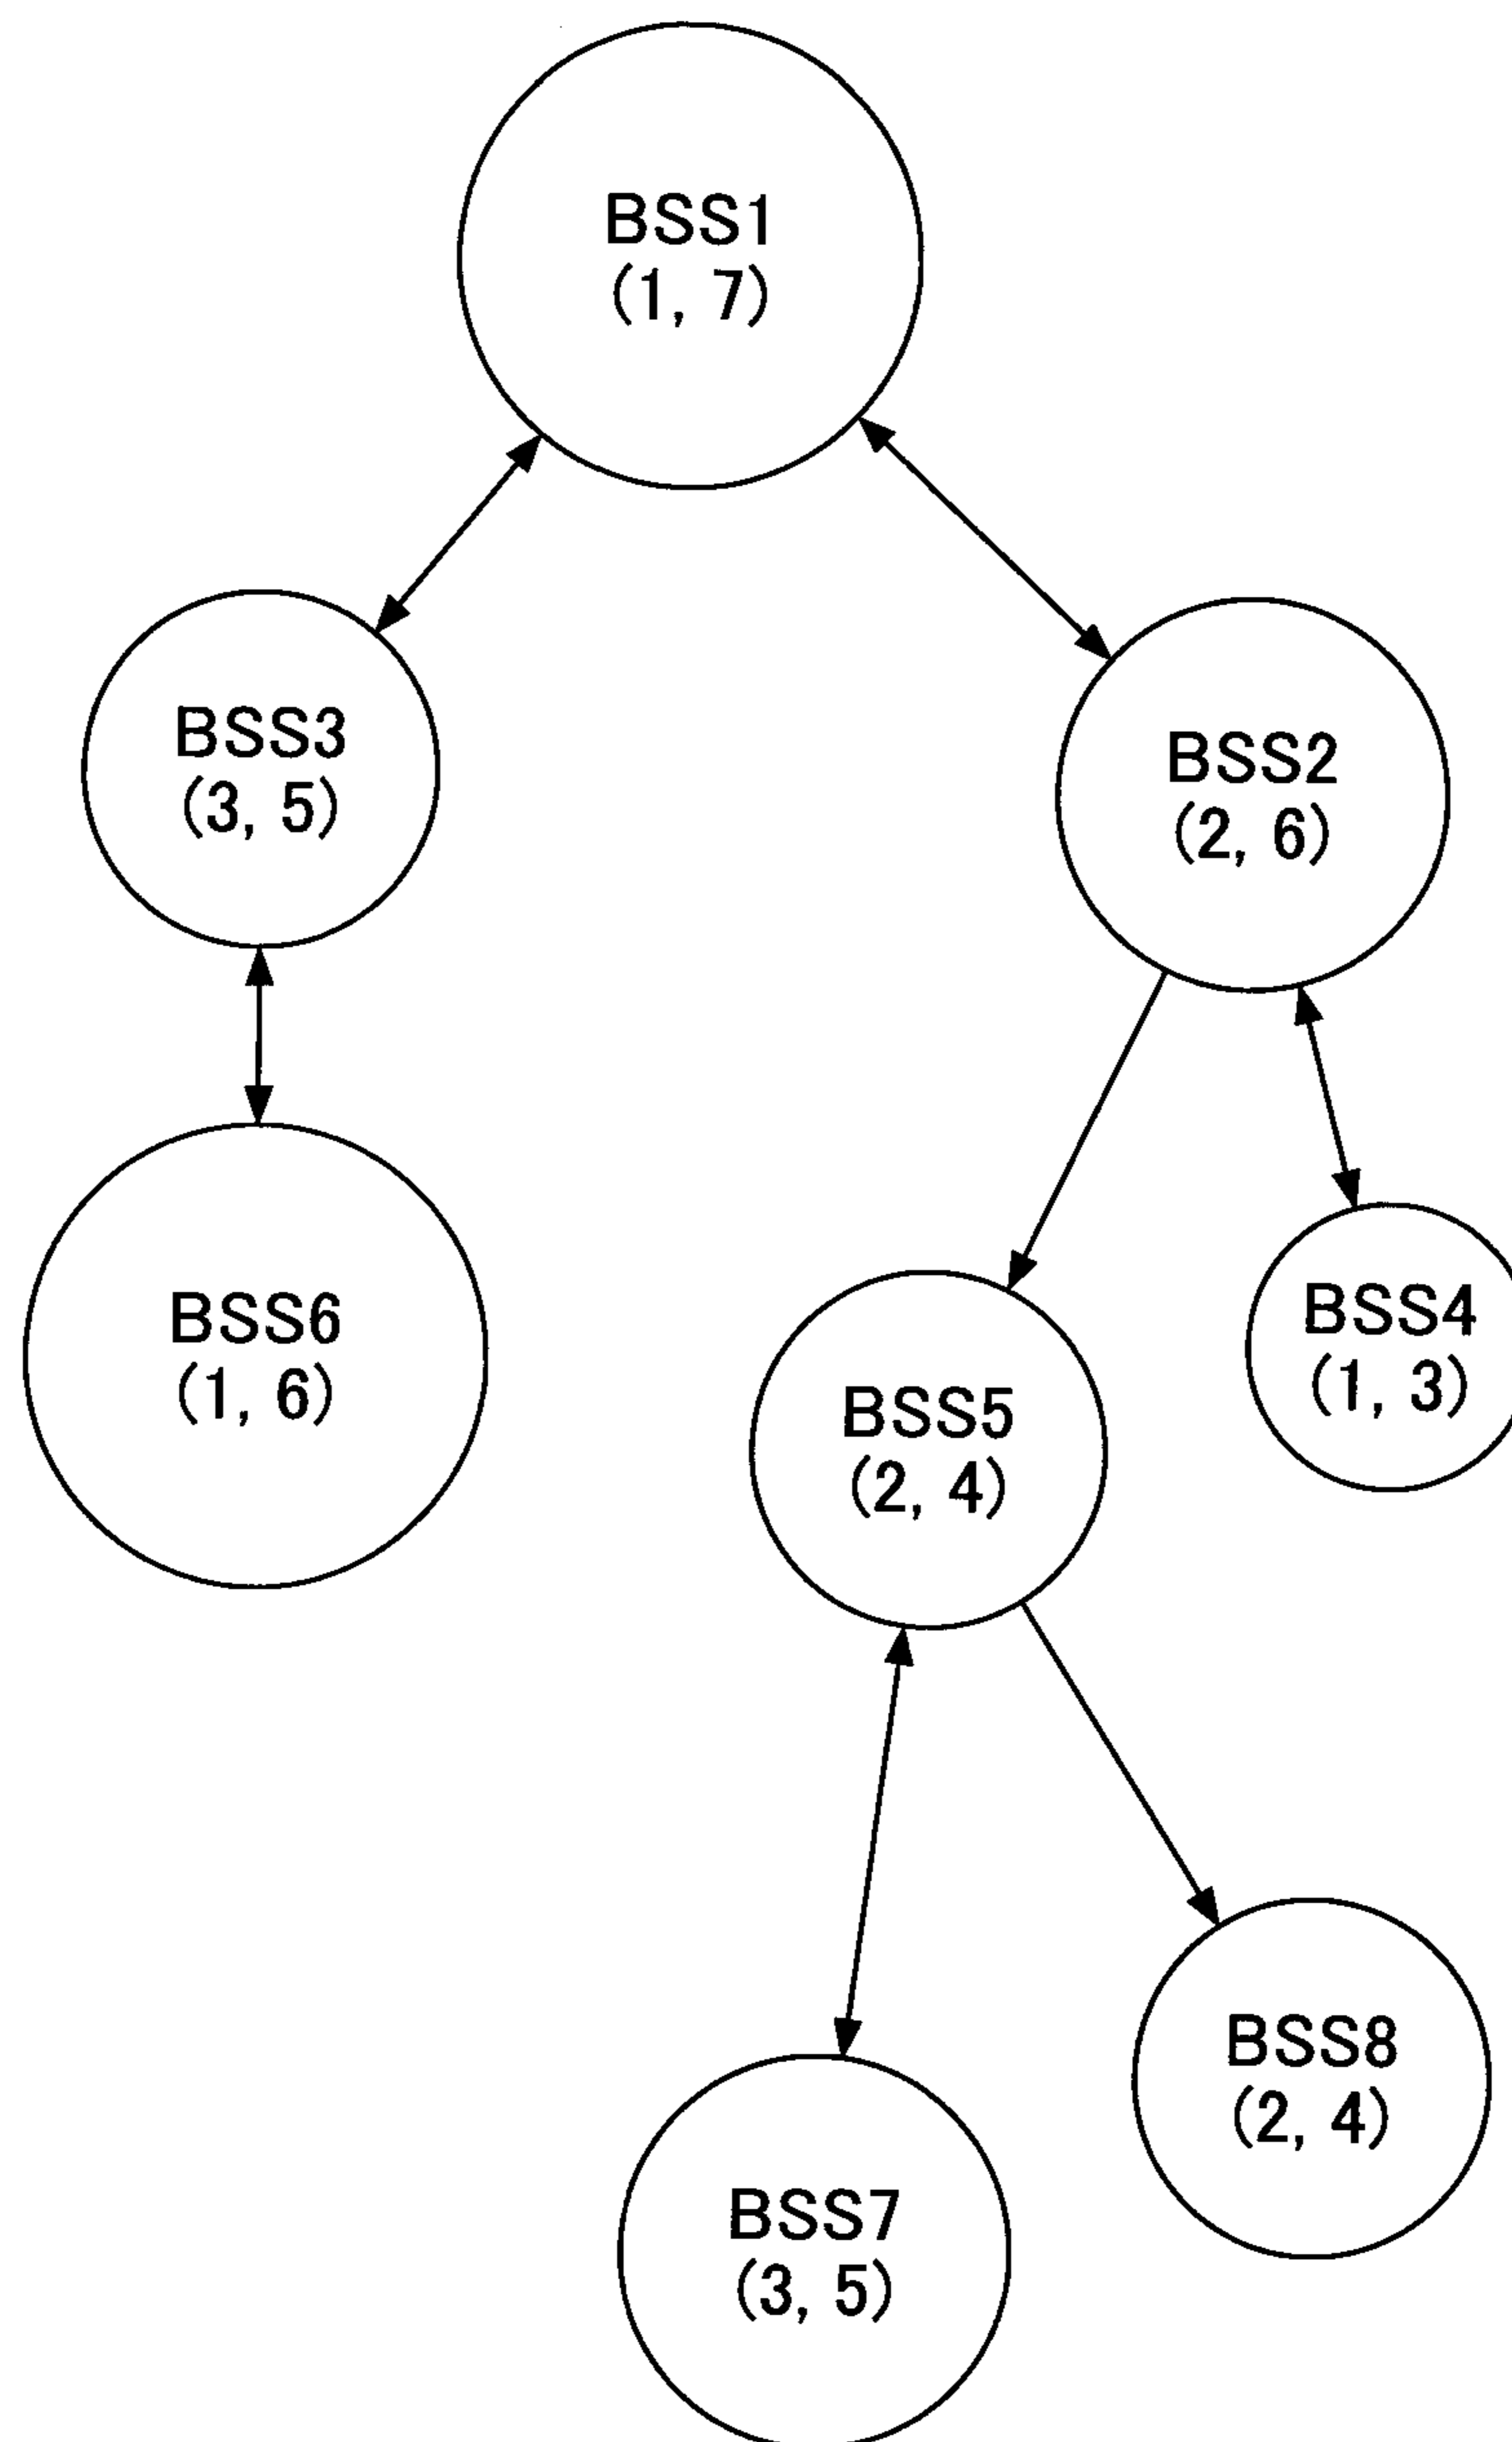 BSS1
(1, 7)
BSS3
(3, 5)
BSS2
(2, 6)
BSS6
(1, 6)
BSS5
(2, 4)
BSS4
(1, 3)
BSS7
(3, 5)
BSS8
(2, 4)